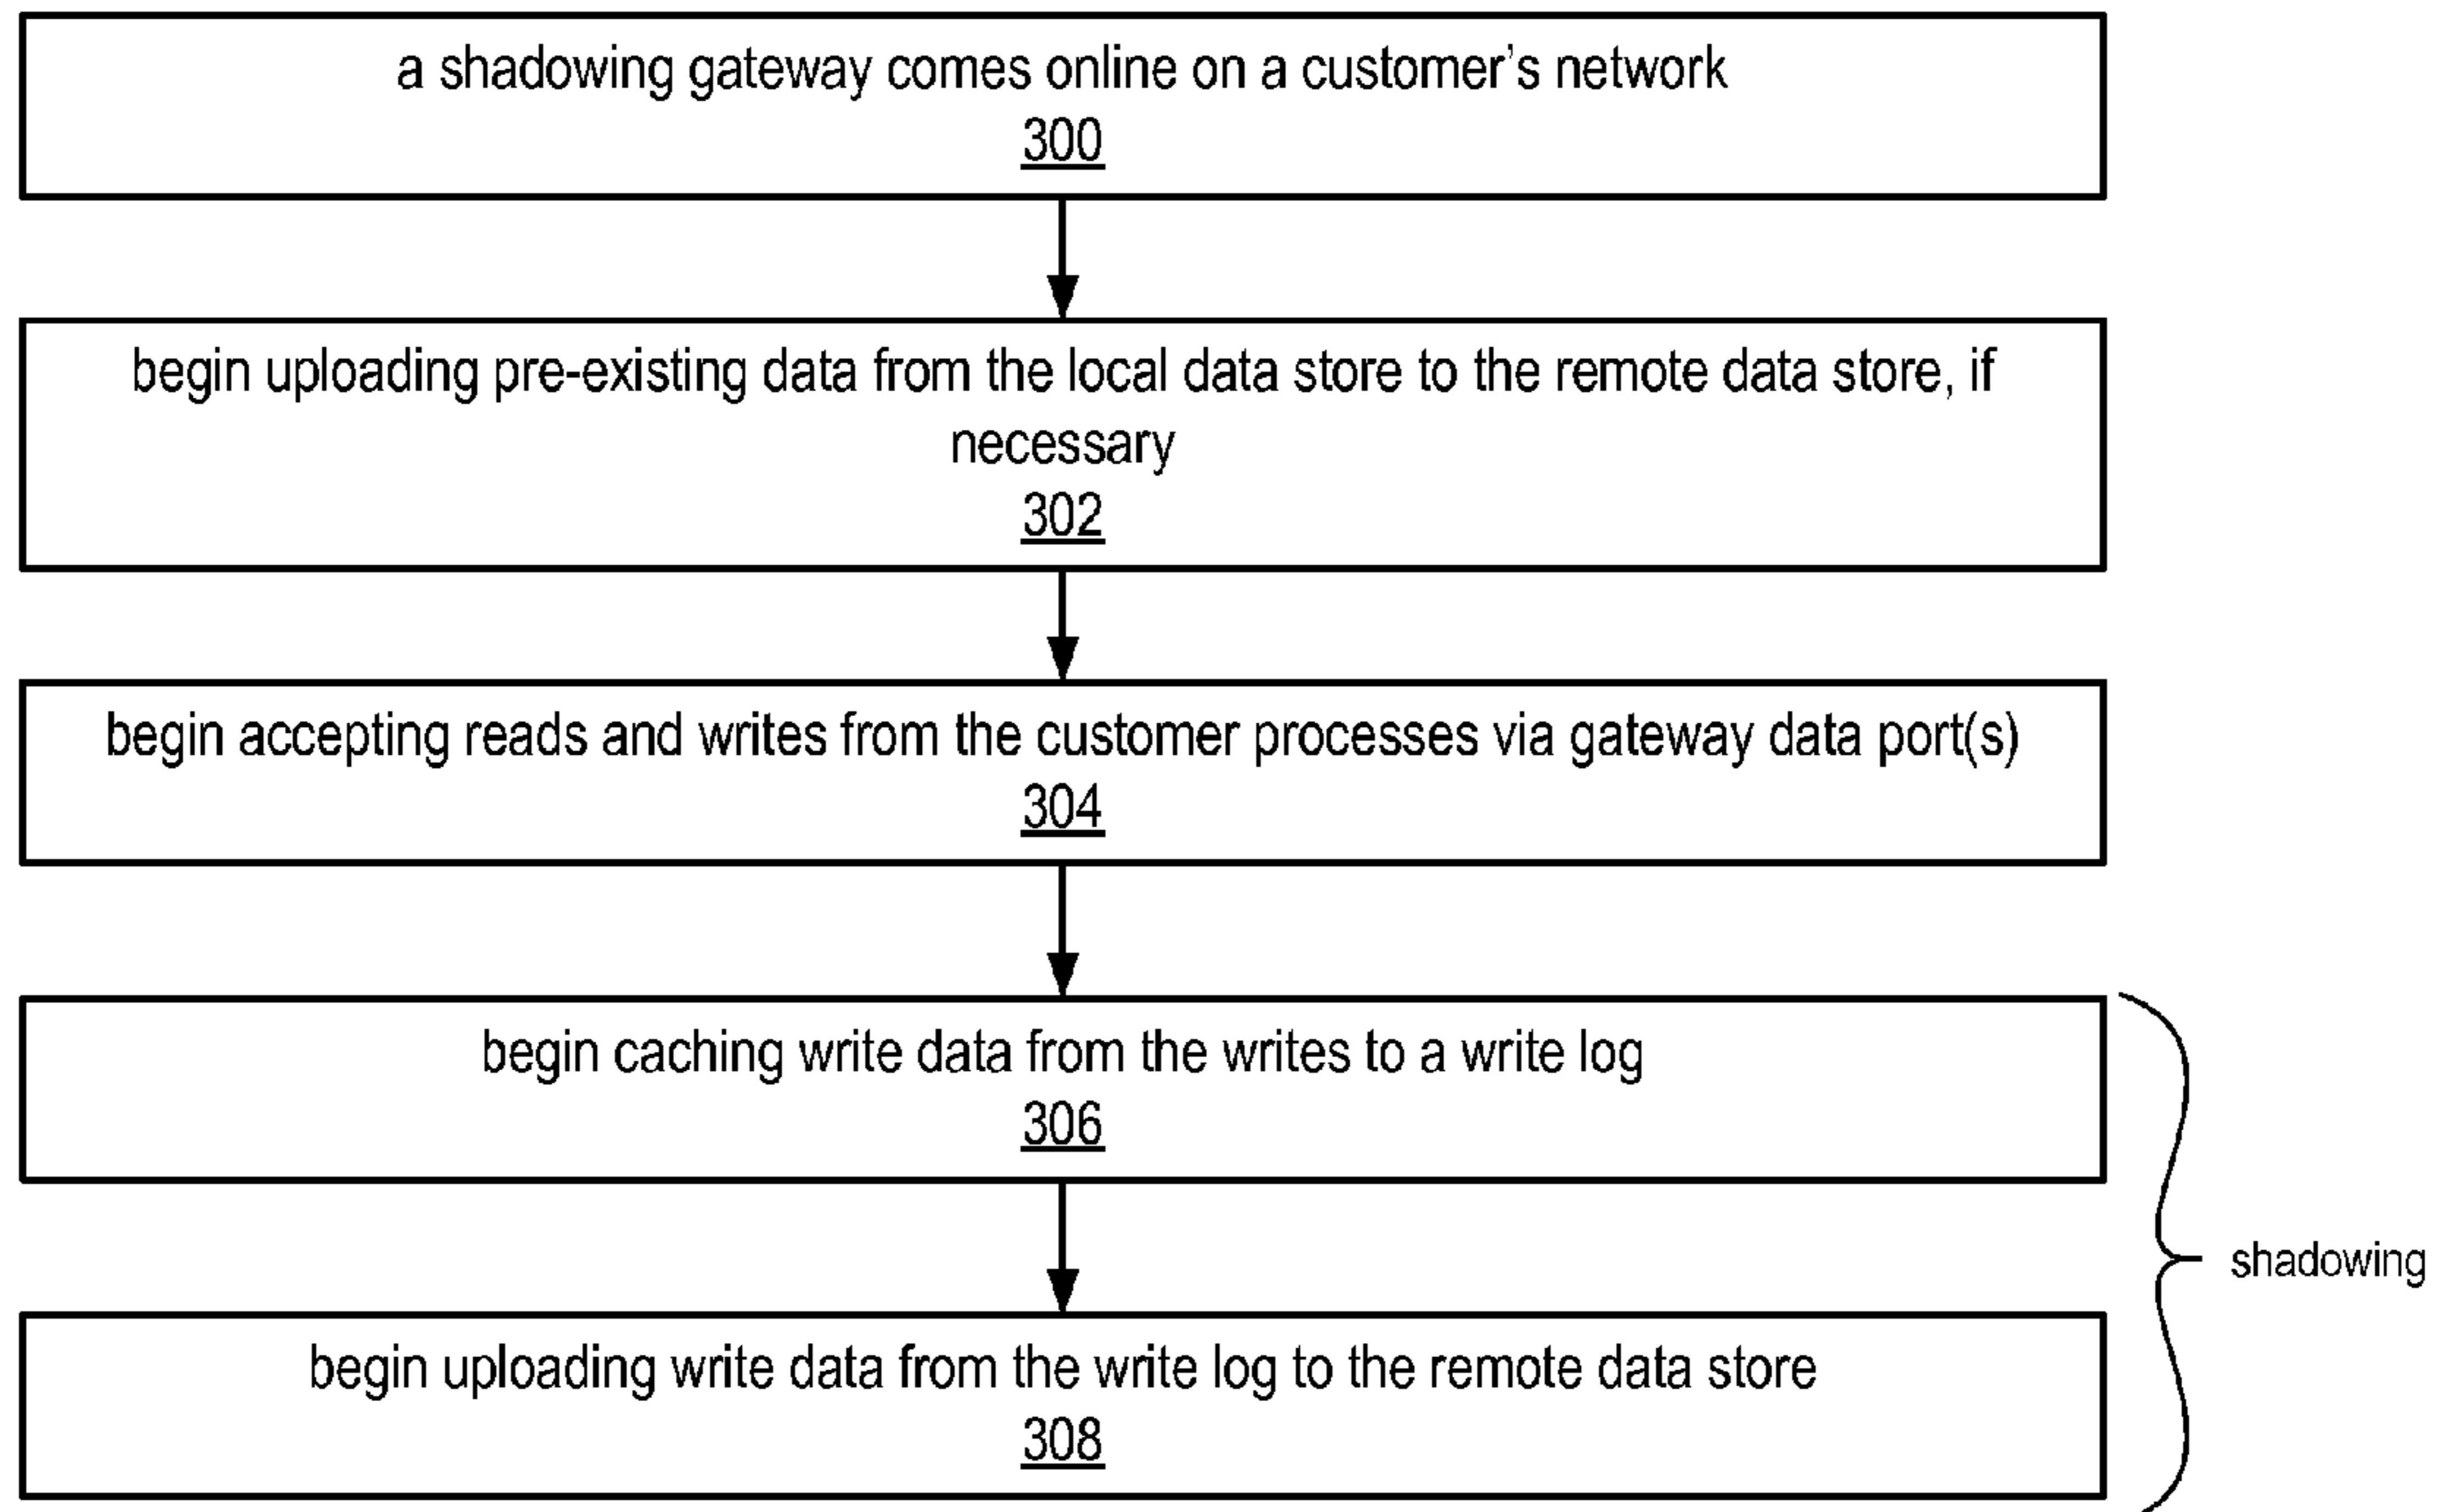 a shadowing gateway comes online on a customer's network
300
begin uploading pre-existing data from the local data store to the remote data store, if
necessary
302
begin accepting reads and writes from the customer processes via gateway data port(s)
304
begin caching write data from the writes to a write log
306
shadowing
begin uploading write data from the write log to the remote data store
308